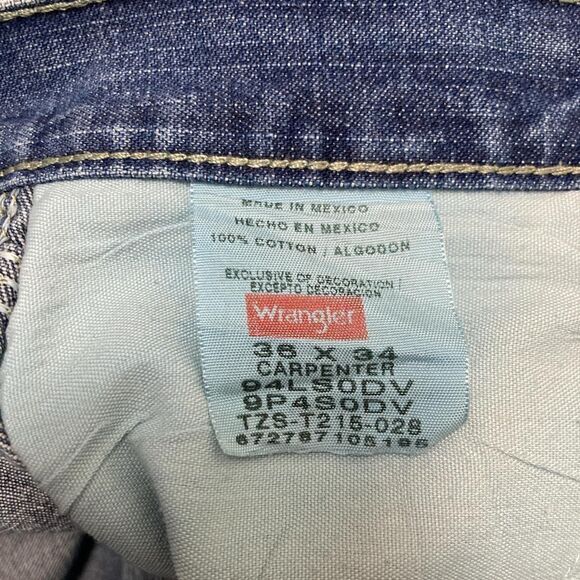 MADE IN MEXICO
HECHO EN MEXICO
100% COTTON / ALGODON
EXCLUSIVE OF DECORATION /
EXCEPTO DECORACION
Wrangler
36 X 34
CARPENTER
94LS0DV
9P4S0DV
TZS-T215-028
672787105195